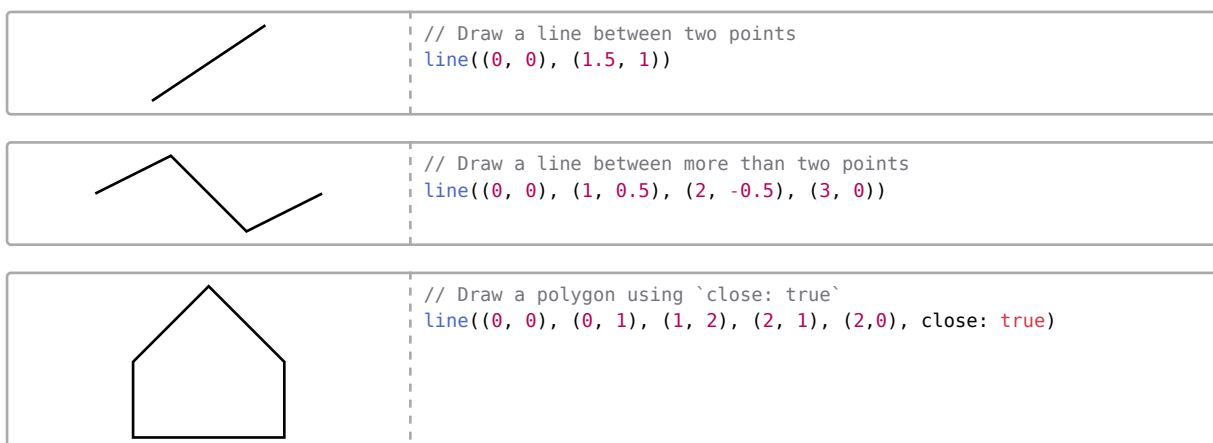 // Draw a line between two points
line((0, 0), (1.5, 1))
// Draw a line between more than two points
line((0, 0), (1, 0.5), (2, -0.5), (3, 0))
// Draw a polygon using `close: true`
line((0, 0), (0, 1), (1, 2), (2, 1), (2,0), close: true)